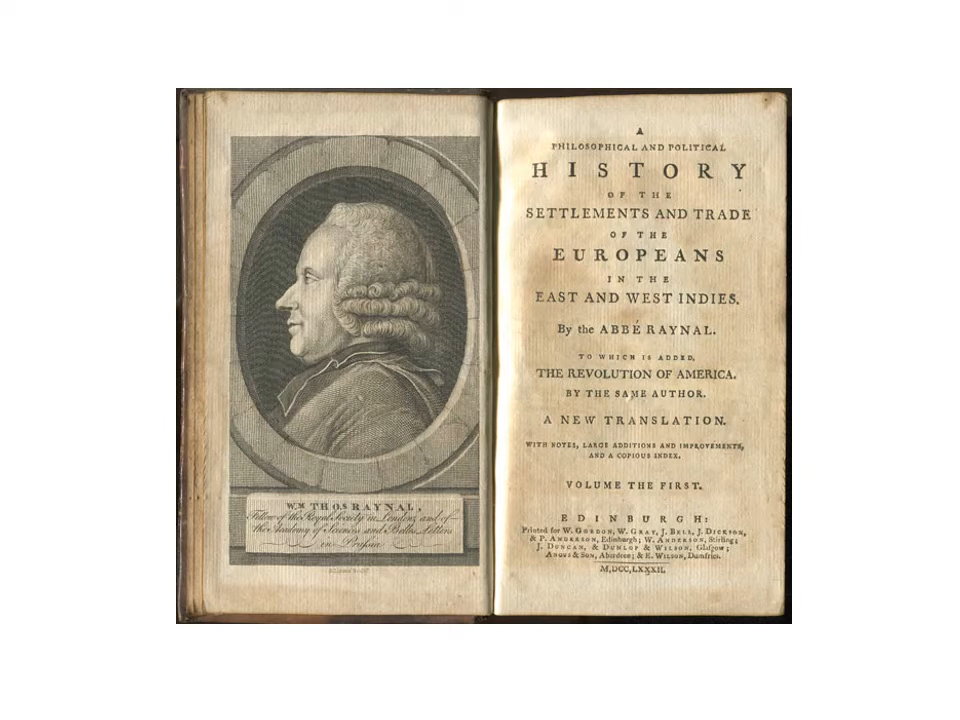 Wᴹ THOˢ RAYNAL,
Fellow of the Royal Society in London, and of
the Academy of Sciences and Belles Letters
in Prussia
A
PHILOSOPHICAL AND POLITICAL
HISTORY
OF THE
SETTLEMENTS AND TRADE
OF THE
EUROPEANS
IN THE
EAST AND WEST INDIES.
By the ABBÉ RAYNAL.
TO WHICH IS ADDED,
THE REVOLUTION OF AMERICA.
BY THE SAME AUTHOR.
A NEW TRANSLATION.
WITH NOTES, LARGE ADDITIONS AND IMPROVEMENTS,
AND A COPIOUS INDEX.
VOLUME THE FIRST.
EDINBURGH:
Printed for W. GORDON, W. GRAY, J. BELL, J. DICKSON,
& P. ANDERSON, Edinburgh; W. ANDERSON, Stirling;
J. DUNCAN, & DUNLOP & WILSON, Glaſgow;
ANGUS & SON, Aberdeen; & E. WILSON, Dumfries.
M,DCC,LXXXII.